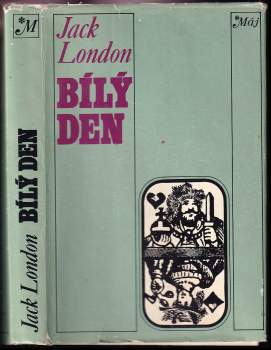 *M
Jack London
BÍLÝ DEN
Jack
London
BÍLÝ
DEN
*Máj